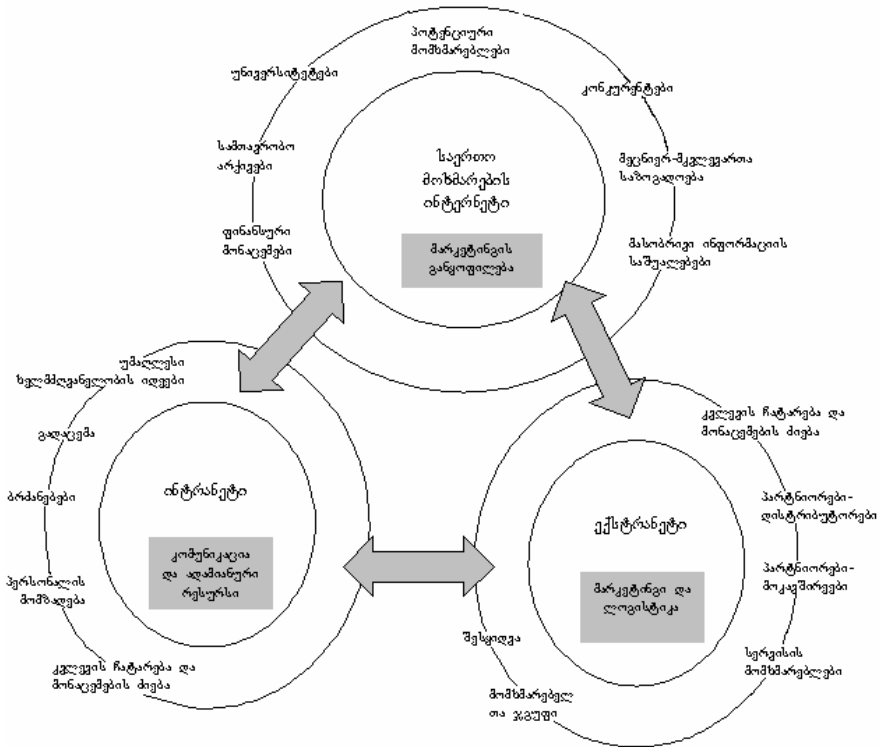 პოტენციური
მომხმარებლები
უნივერსიტეტები
კონკურენტები
სამთავრობო
არქივები
საერთო
მოხმარების
ინტერნეტი
მეცნიერ-მკვლევართა
საზოგადოება
ფინანსური
მონაცემები
მარკეტინგის
განყოფილება
მასობრივი ინფორმაციის
საშუალებები
უმაღლესი
ხელმძღვანელობის იდეები
გადაცემა
ბრძანებები
ინტრანეტი
კომუნიკაცია
და ადამიანური
რესურსი
პერსონალის
მომზადება
კვლევის ჩატარება და
მონაცემების ძიება
კვლევის ჩატარება და
მონაცემების ძიება
პარტნიორები-
დისტრიბუტორები
ექსტრანეტი
პარტნიორები-
მოკავშირეები
მარკეტინგი და
ლოგისტიკა
შესყიდვა
სერვისის
მომხმარებლები
მომხმარებელ
თა ჯგუფი